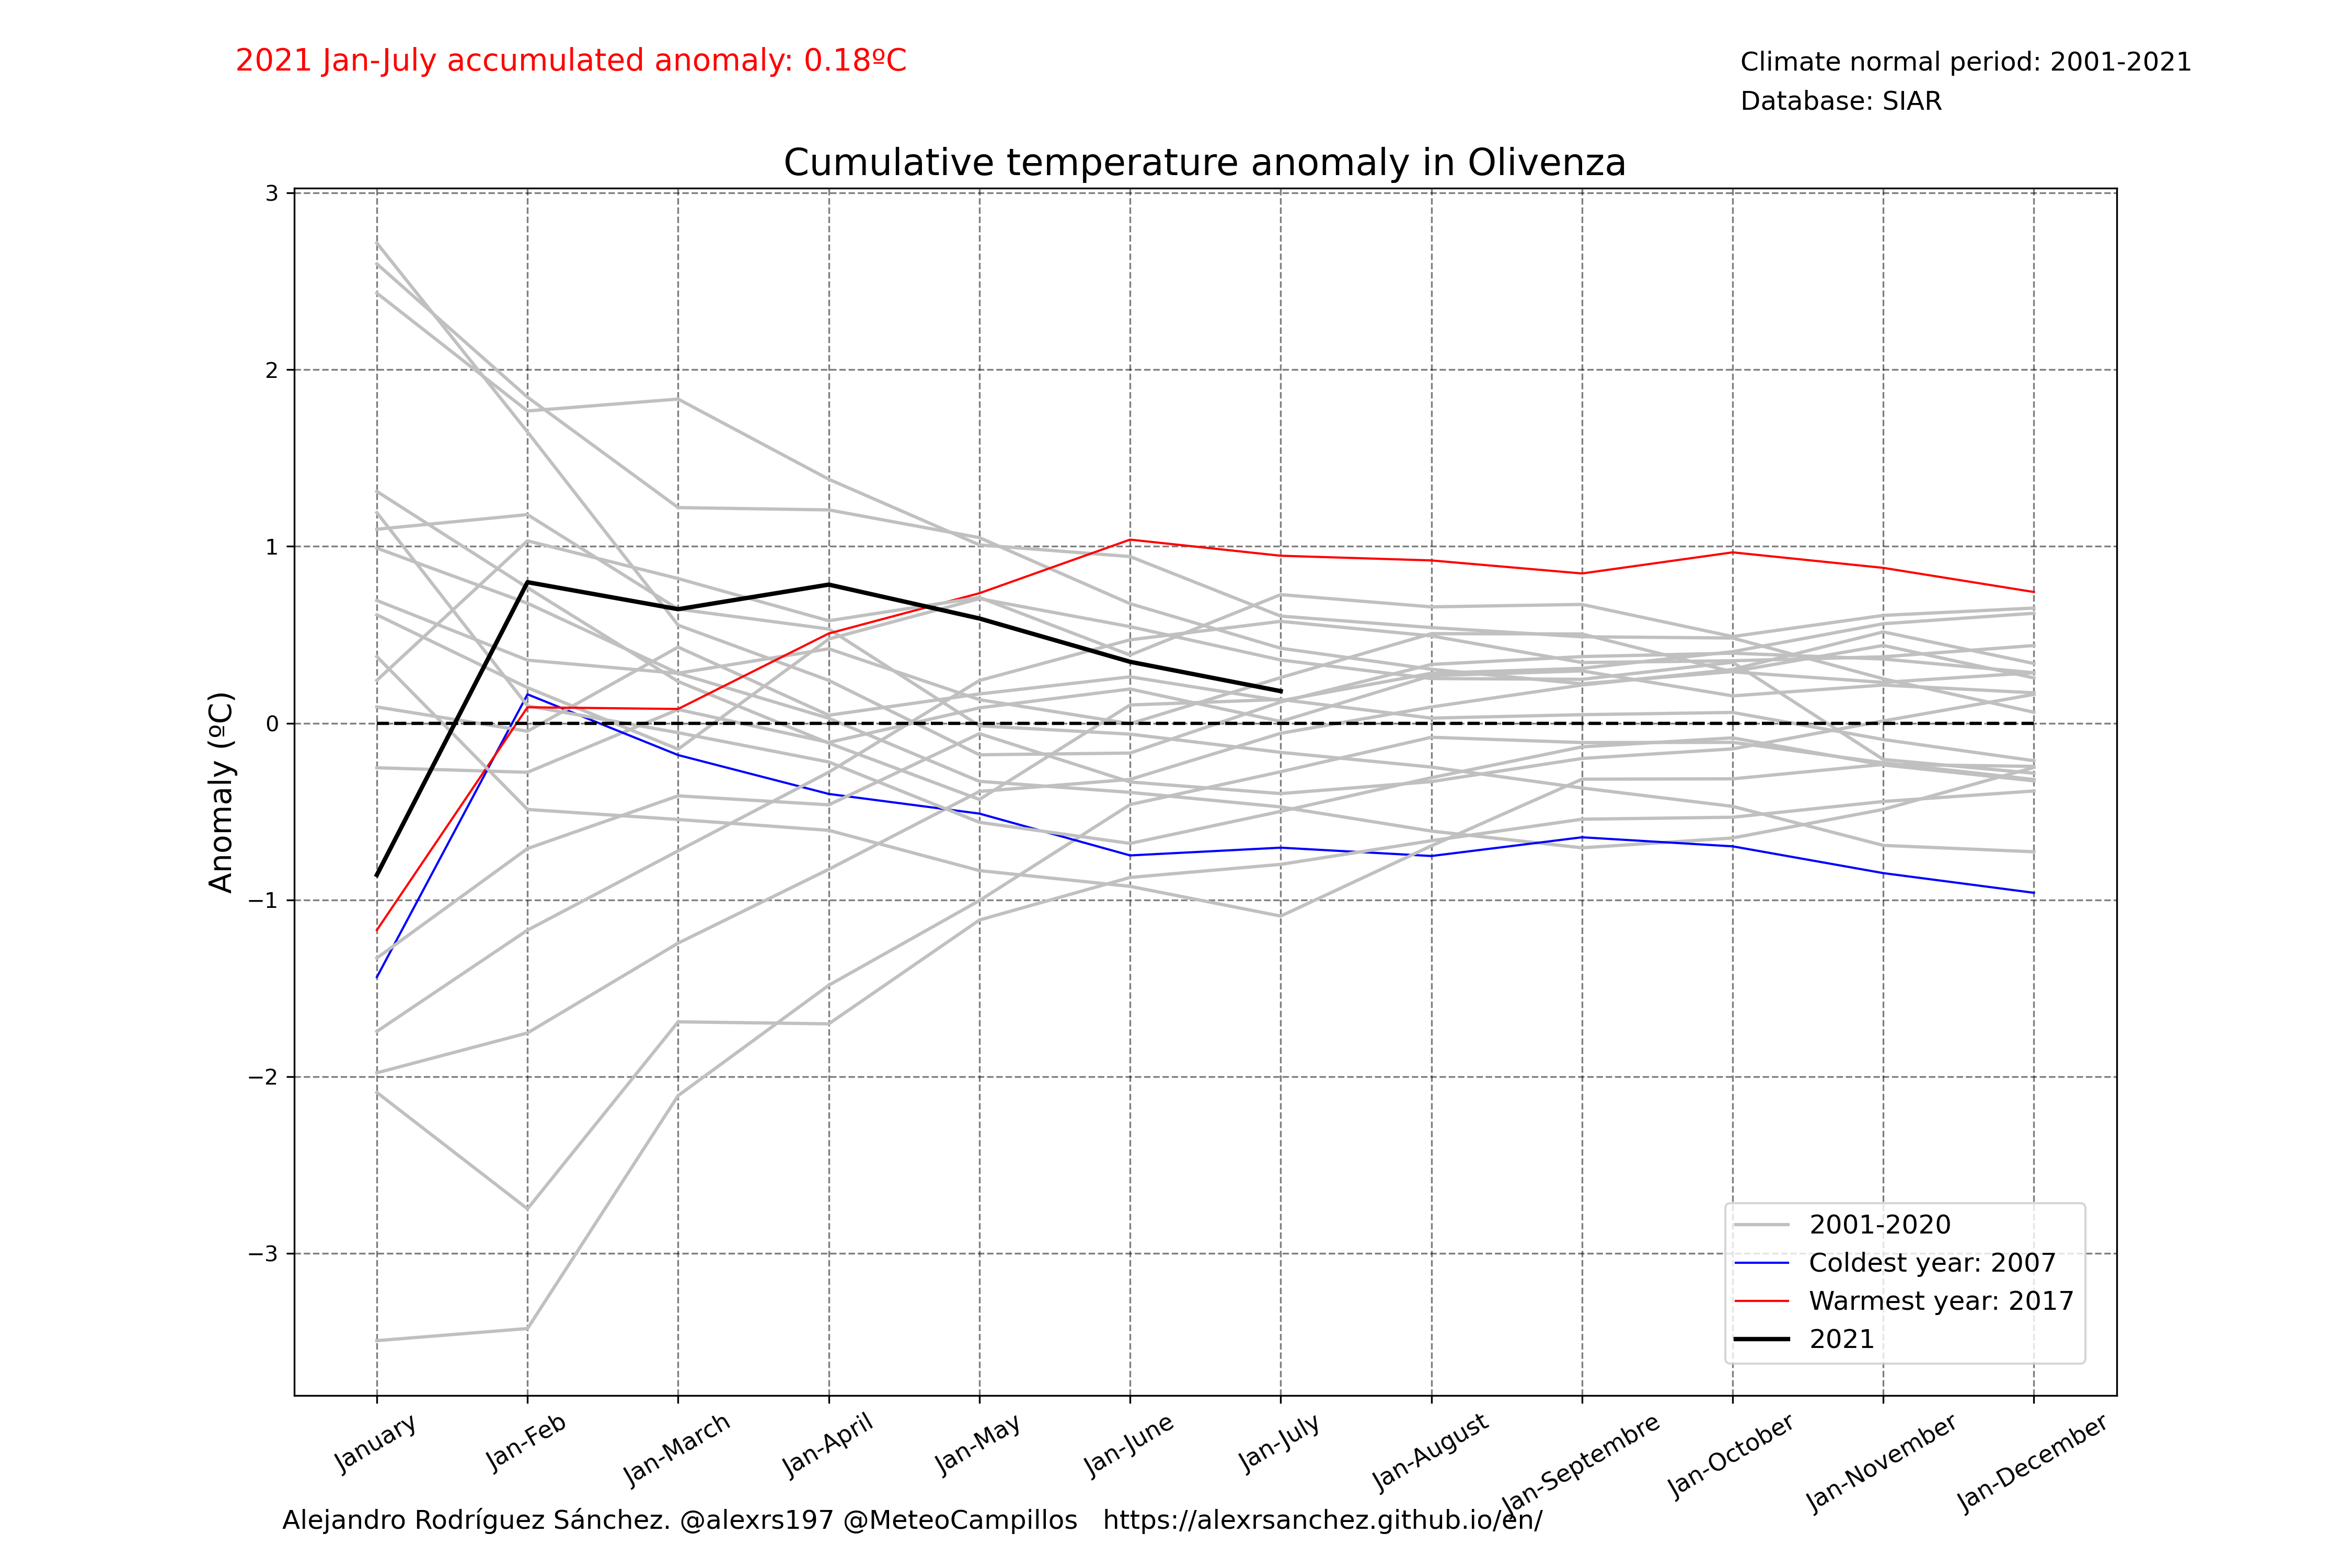 2021 Jan-July accumulated anomaly: 0.18ºC
Climate normal period: 2001-2021
Database: SIAR
Cumulative temperature anomaly in Olivenza
Anomaly (ºC)
3
2
1
0
−1
−2
−3
2001-2020
Coldest year: 2007
Warmest year: 2017
2021
January
Jan-Feb
Jan-March
Jan-April
Jan-May
Jan-June
Jan-July
Jan-August
Jan-Septembre
Jan-October
Jan-November
Jan-December
Alejandro Rodríguez Sánchez. @alexrs197 @MeteoCampillos   https://alexrsanchez.github.io/en/